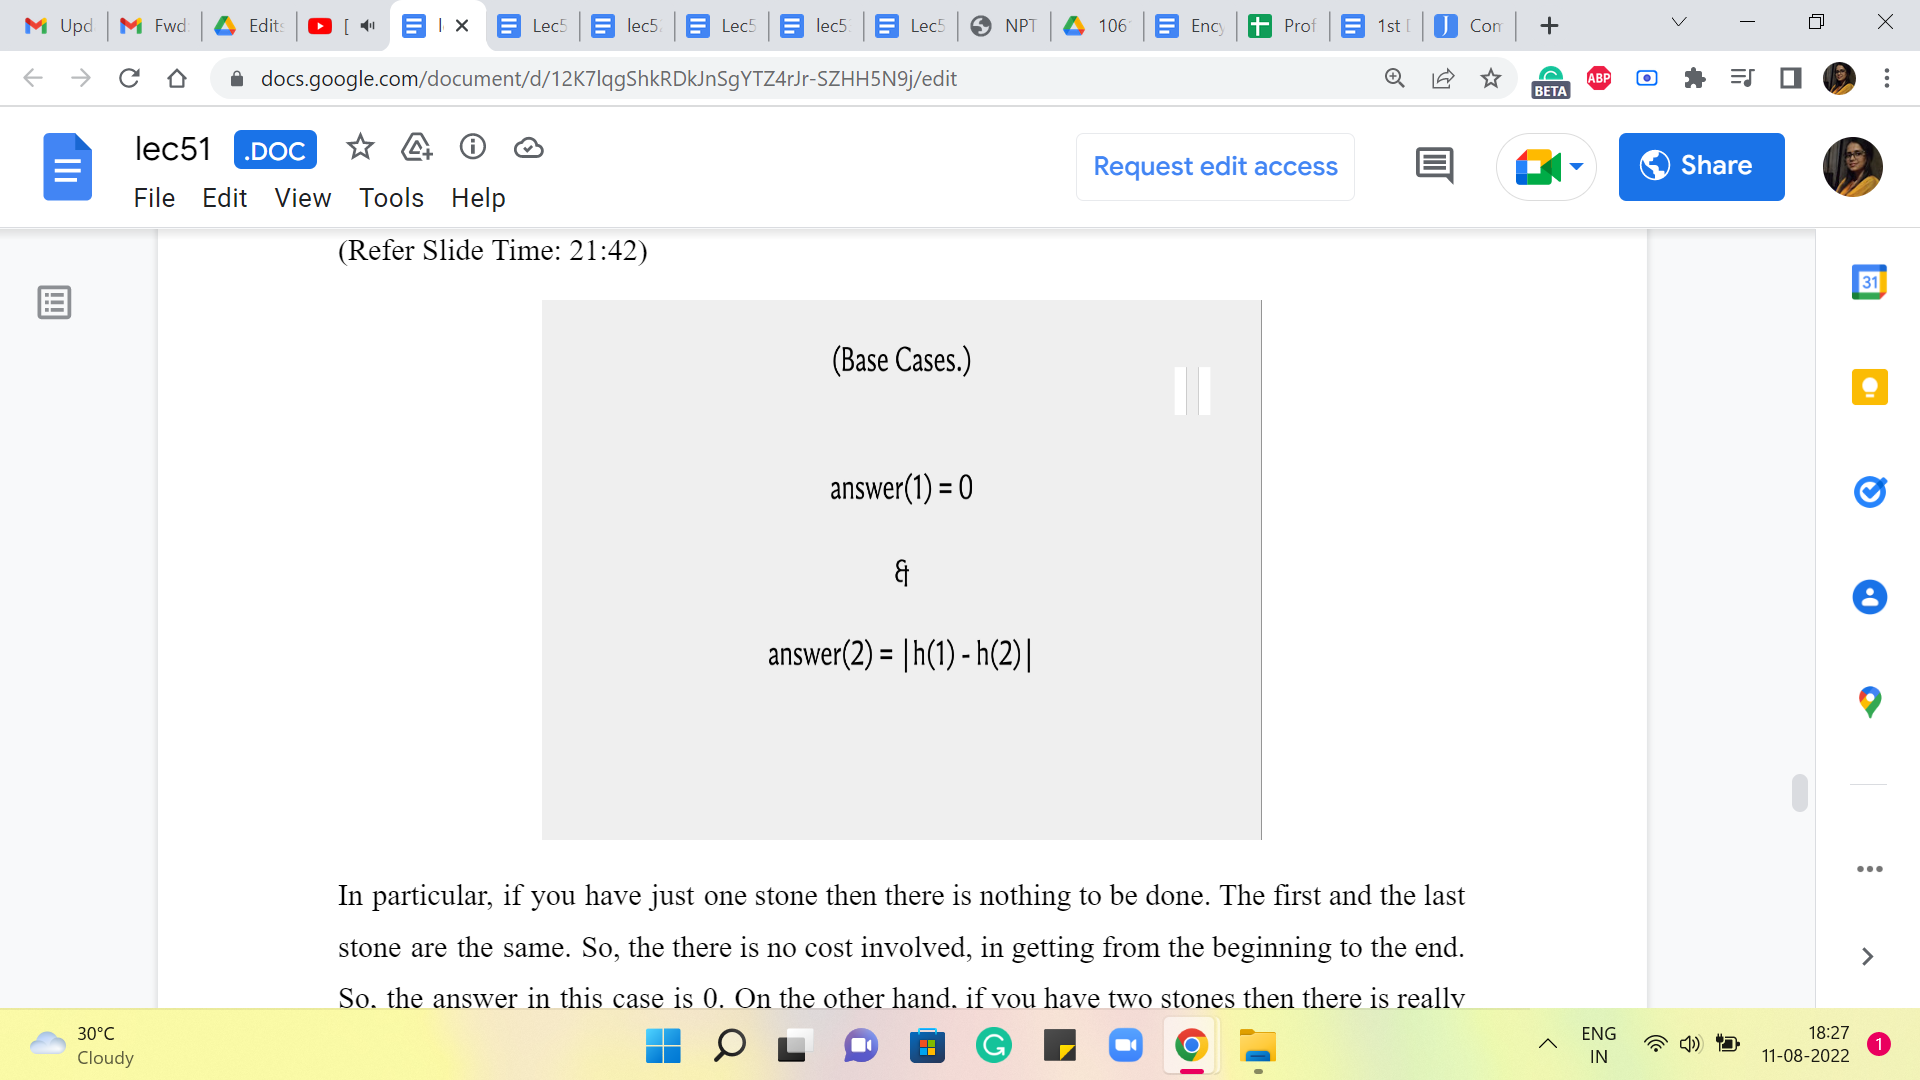 Upd
Fwd
Edits
[
l
Lec5
lec5
Lec5
lec5
Lec5
NPT
106
Ency
Prof
1st
Con
docs.google.com/document/d/12K7lqgShkRDkJnSgYTZ4rJr-SZHH5N9j/edit
BETA
ABP
lec51
.DOC
File Edit View Tools Help
Request edit access
Share
(Refer Slide Time: 21:42)
31
(Base Cases.)
answer(1) = 0
&
answer(2) = |h(1) - h(2)|
In particular, if you have just one stone then there is nothing to be done. The first and the last
stone are the same. So, the there is no cost involved, in getting from the beginning to the end.
So, the answer in this case is 0. On the other hand, if you have two stones then there is really
30°C
Cloudy
ENG
IN
18:27
11-08-2022
1